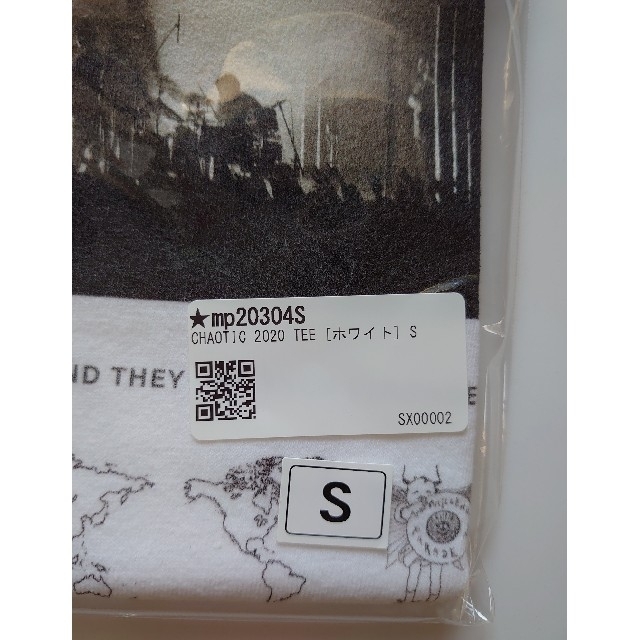 ★mp20304S
CHAOTIC 2020 TEE [ホワイト] S
ND THEY
E
SX00002
S